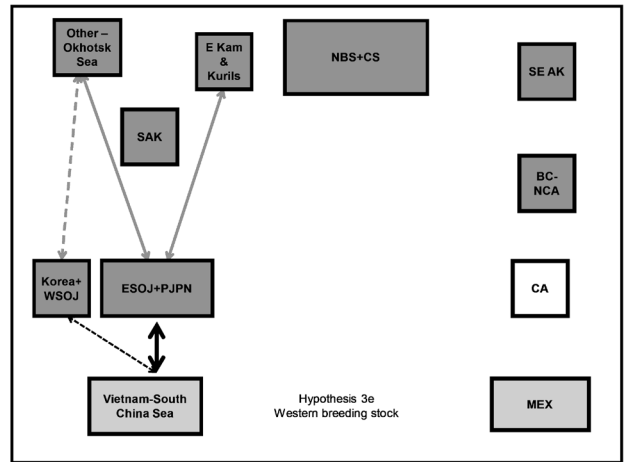 Other –
Okhotsk
Sea
E Kam
&
Kurils
NBS+CS
SE AK
SAK
BC-
NCA
Korea+
WSOJ
ESOJ+PJPN
CA
Vietnam-South
China Sea
Hypothesis 3e
Western breeding stock
MEX